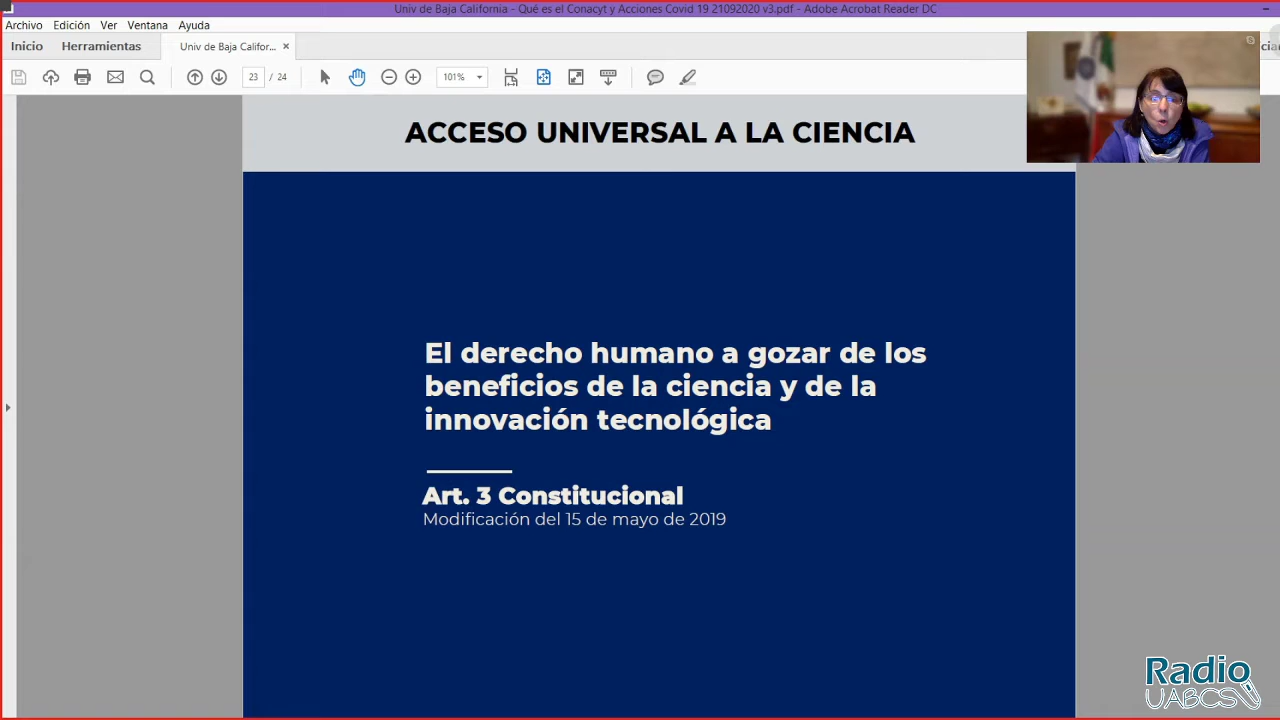 Univ de Baja California - Qué es el Conacyt y Acciones Covid 19 21092020 v3.pdf - Adobe Acrobat Reader DC
Archivo Edición Ver Ventana Ayuda
Inicio Herramientas Univ de Baja Califor... ×
23 / 24 101%
ACCESO UNIVERSAL A LA CIENCIA
El derecho humano a gozar de los
beneficios de la ciencia y de la
innovación tecnológica
Art. 3 Constitucional
Modificación del 15 de mayo de 2019
Radio
UABCS